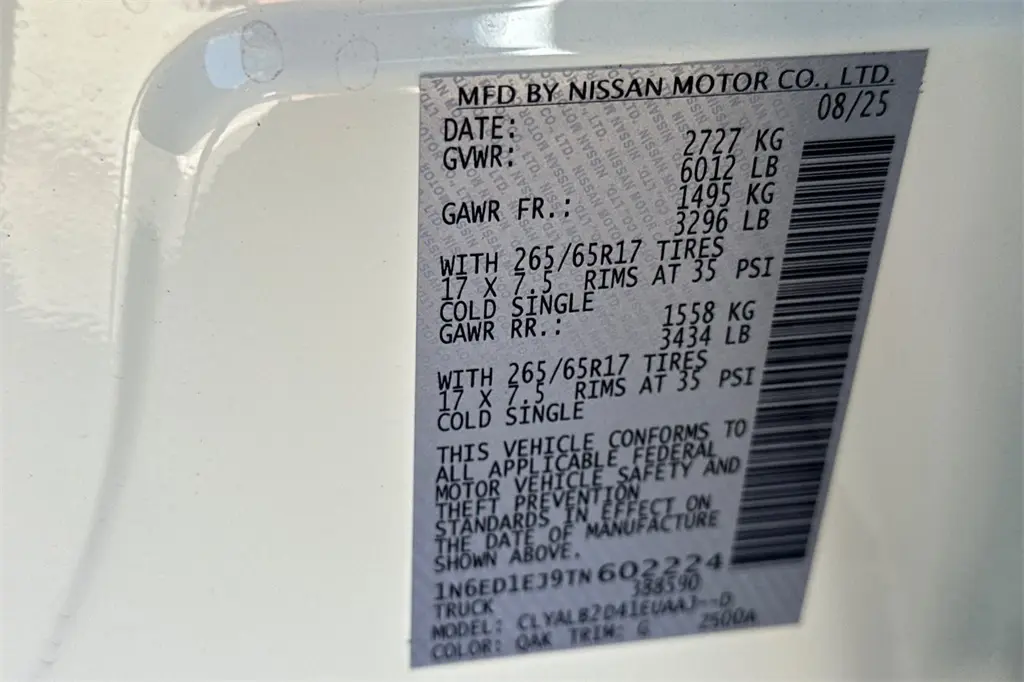 MFD BY NISSAN MOTOR CO., LTD.
DATE: 08/25
GVWR: 2727 KG
6012 LB
GAWR FR.: 1495 KG
3296 LB
WITH 265/65R17 TIRES
17 X 7.5 RIMS AT 35 PSI
COLD SINGLE
GAWR RR.: 1558 KG
3434 LB
WITH 265/65R17 TIRES
17 X 7.5 RIMS AT 35 PSI
COLD SINGLE
THIS VEHICLE CONFORMS TO
ALL APPLICABLE FEDERAL
MOTOR VEHICLE SAFETY AND
THEFT PREVENTION
STANDARDS IN EFFECT ON
THE DATE OF MANUFACTURE
SHOWN ABOVE.
1N6ED1EJ9TN602224
TRUCK 388590
MODEL: CLYALB2D41EUAAJ--D
COLOR: QAK TRIM: G 2500A